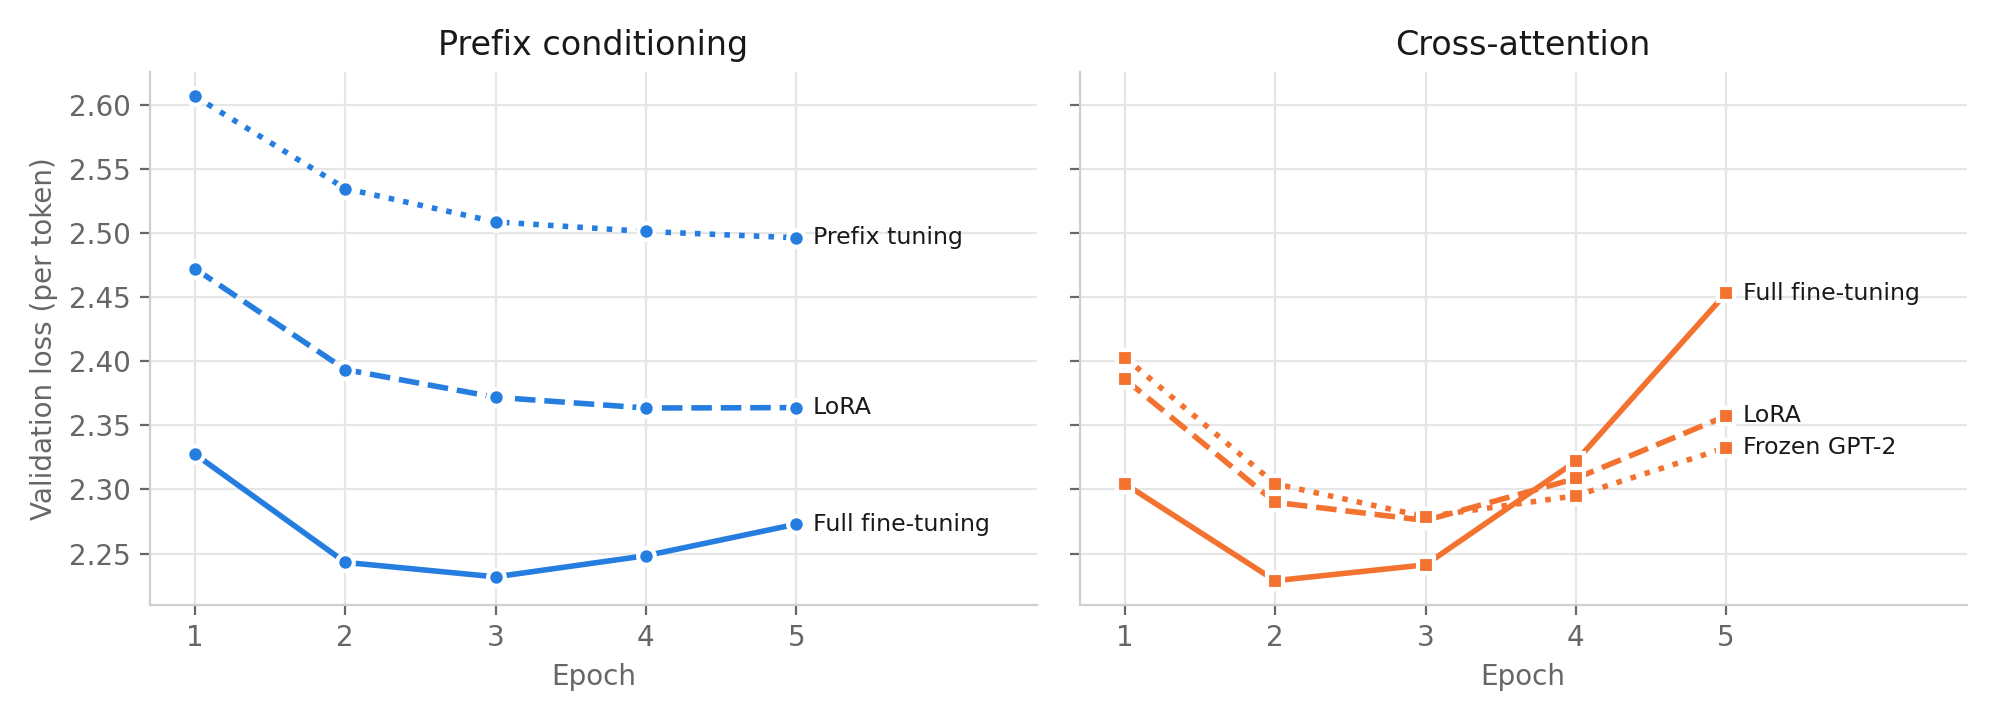 Prefix conditioning
Cross-attention
Validation loss (per token)
2.60
2.55
2.50
2.45
2.40
2.35
2.30
2.25
Prefix tuning
LoRA
Full fine-tuning
1 2 3 4 5
Epoch
Full fine-tuning
LoRA
Frozen GPT-2
1 2 3 4 5
Epoch